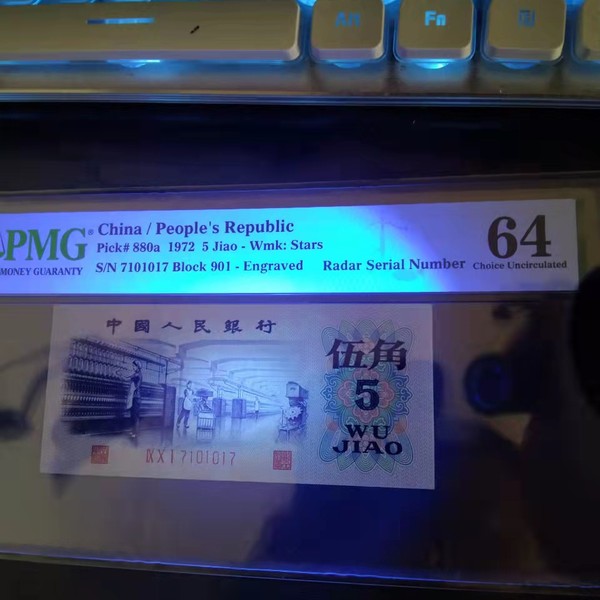 Alt
Fn
PMG®
China / People's Republic
Pick# 880a 1972 5 Jiao - Wmk: Stars
MONEY GUARANTY
S/N 7101017 Block 901 - Engraved Radar Serial Number
64
Choice Uncirculated
中國人民銀行
伍角
5
WU
JIAO
IX X I 7101017